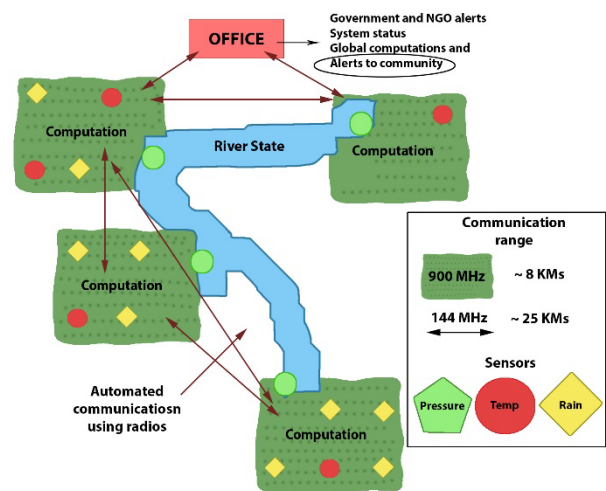 OFFICE
Government and NGO alerts
System status
Global computations and
Alerts to community
Computation
River State
Computation
Computation
Computation
Automated
communicatiosn
using radios
Communication
range
900 MHz
~ 8 KMs
144 MHz
~ 25 KMs
Sensors
Pressure
Temp
Rain